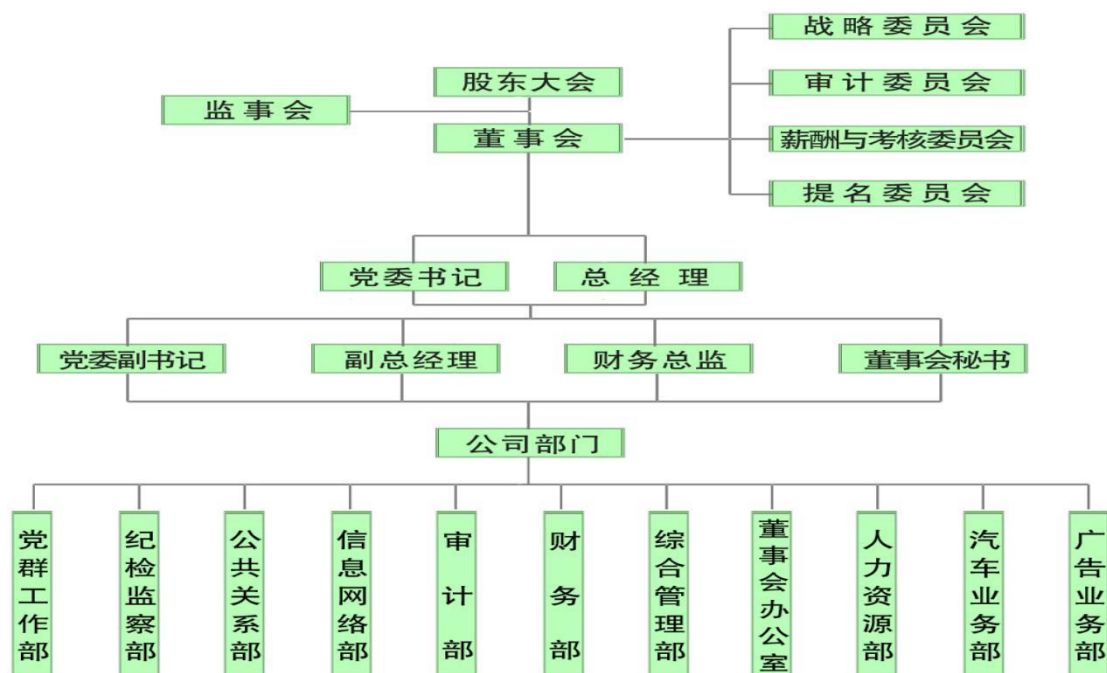 战略委员会
股东大会
审计委员会
监事会
董事会
薪酬与考核委员会
提名委员会
党委书记
总经理
党委副书记
副总经理
财务总监
董事会秘书
公司部门
党群工作部
纪检监察部
公共关系部
信息网络部
审计部
财务部
综合管理部
董事会办公室
人力资源部
汽车业务部
广告业务部